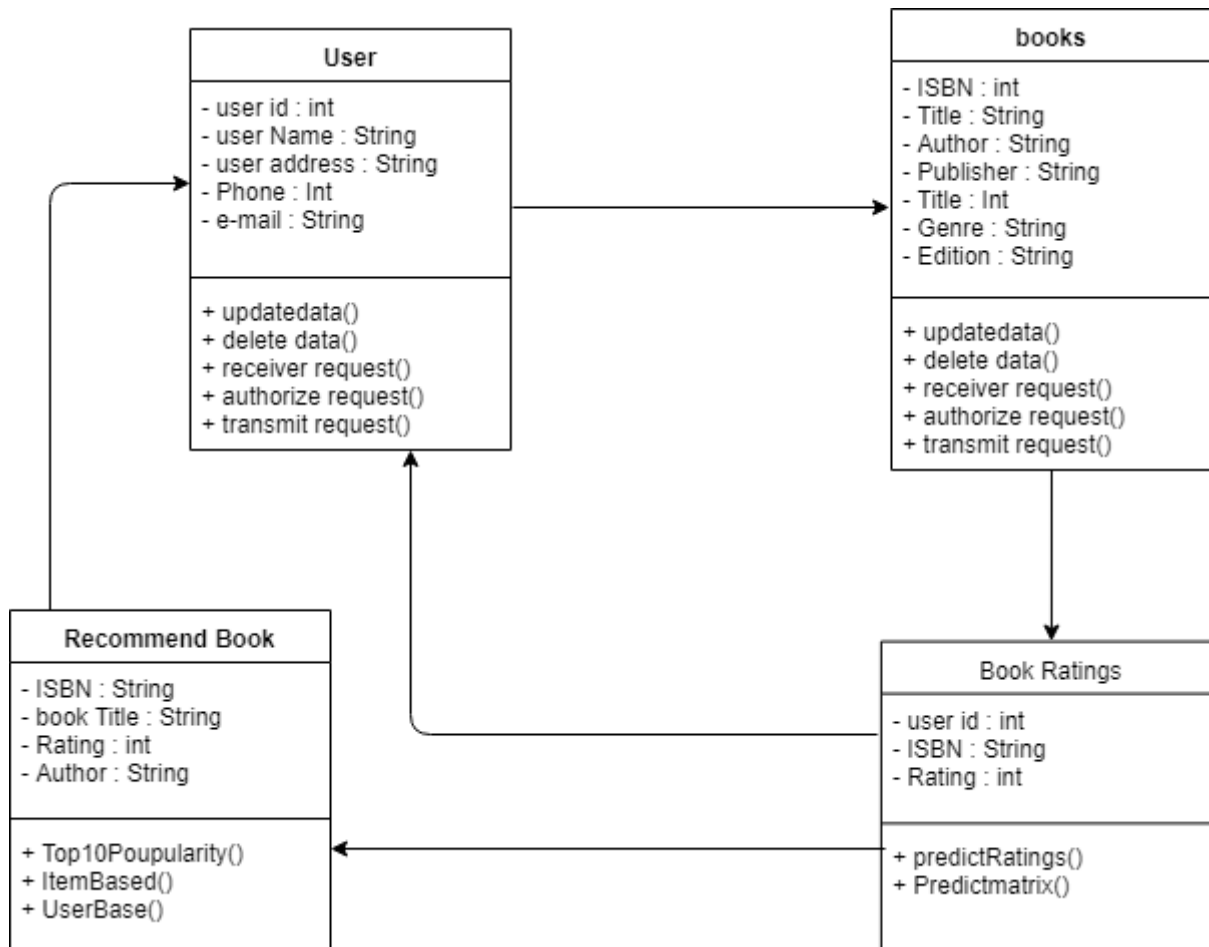 User
- user id : int
- user Name : String
- user address : String
- Phone : Int
- e-mail : String
+ updatedata()
+ delete data()
+ receiver request()
+ authorize request()
+ transmit request()
books
- ISBN : int
- Title : String
- Author : String
- Publisher : String
- Title : Int
- Genre : String
- Edition : String
+ updatedata()
+ delete data()
+ receiver request()
+ authorize request()
+ transmit request()
Recommend Book
- ISBN : String
- book Title : String
- Rating : int
- Author : String
+ Top10Poupularity()
+ ItemBased()
+ UserBase()
Book Ratings
- user id : int
- ISBN : String
- Rating : int
+ predictRatings()
+ Predictmatrix()